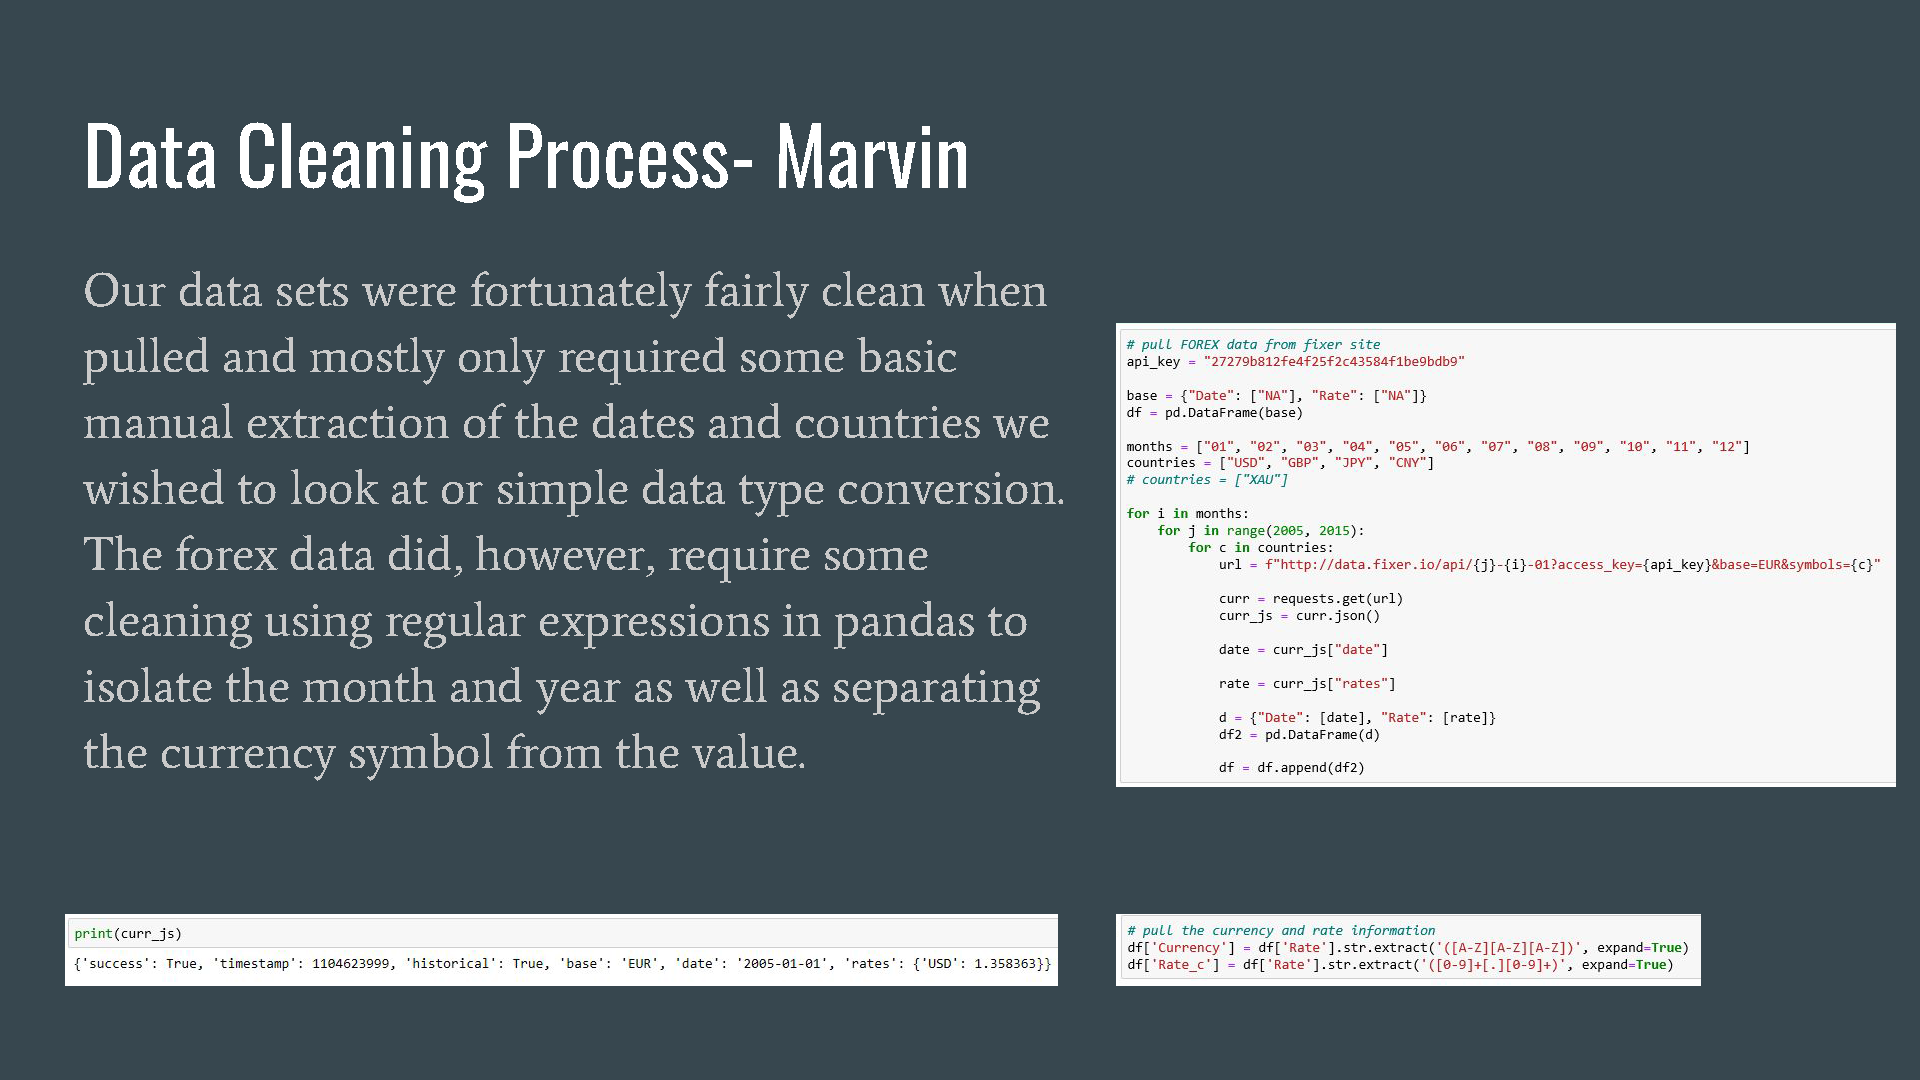 Data Cleaning Process- Marvin
Our data sets were fortunately fairly clean when
pulled and mostly only required some basic
manual extraction of the dates and countries we
wished to look at or simple data type conversion.
The forex data did, however, require some
cleaning using regular expressions in pandas to
isolate the month and year as well as separating
the currency symbol from the value.
# pull FOREX data from fixer site
api_key = "27279b812fe4f25f2c43584f1be9bdb9"
base = {"Date": ["NA"], "Rate": ["NA"]}
df = pd.DataFrame(base)
months = ["01", "02", "03", "04", "05", "06", "07", "08", "09", "10", "11", "12"]
countries = ["USD", "GBP", "JPY", "CNY"]
# countries = ["XAU"]
for i in months:
    for j in range(2005, 2015):
        for c in countries:
            url = f"http://data.fixer.io/api/{j}-{i}-01?access_key={api_key}&base=EUR&symbols={c}"
            curr = requests.get(url)
            curr_js = curr.json()
            date = curr_js["date"]
            rate = curr_js["rates"]
            d = {"Date": [date], "Rate": [rate]}
            df2 = pd.DataFrame(d)
            df = df.append(df2)
print(curr_js)
{'success': True, 'timestamp': 1104623999, 'historical': True, 'base': 'EUR', 'date': '2005-01-01', 'rates': {'USD': 1.358363}}
# pull the currency and rate information
df['Currency'] = df['Rate'].str.extract('([A-Z][A-Z][A-Z])', expand=True)
df['Rate_c'] = df['Rate'].str.extract('([0-9]+[.][0-9]+)', expand=True)